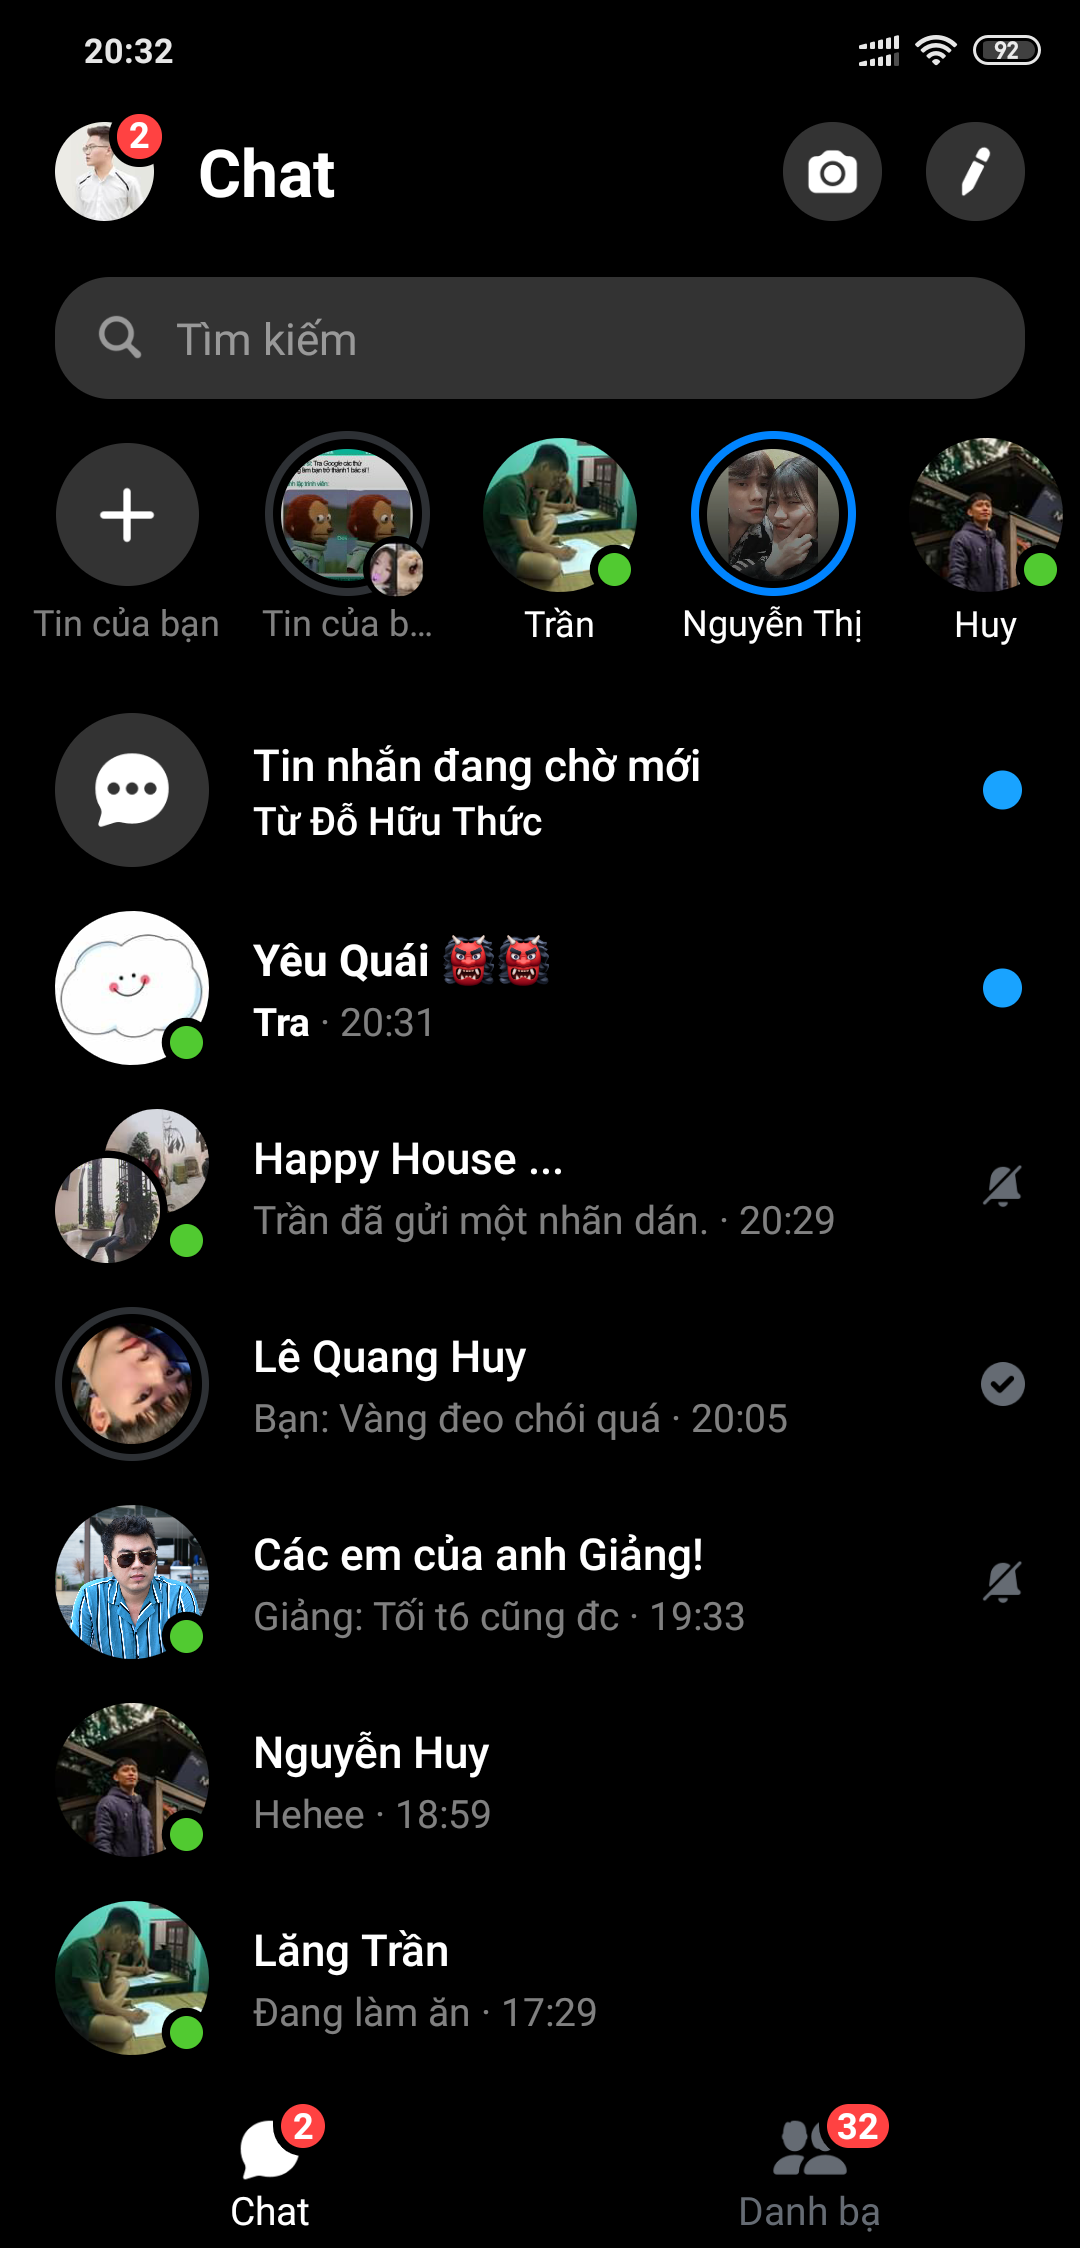 20:32
92
2
Chat
Tìm kiếm
Tin của bạn
Tin của b...
Trần
Nguyễn Thị
Huy
Tin nhắn đang chờ mới
Từ Đỗ Hữu Thức
Yêu Quái 👹👹
Tra · 20:31
Happy House ...
Trần đã gửi một nhãn dán. · 20:29
Lê Quang Huy
Bạn: Vàng đeo chói quá · 20:05
Các em của anh Giảng!
Giảng: Tối t6 cũng đc · 19:33
Nguyễn Huy
Hehee · 18:59
Lăng Trần
Đang làm ăn · 17:29
2
32
Chat
Danh bạ